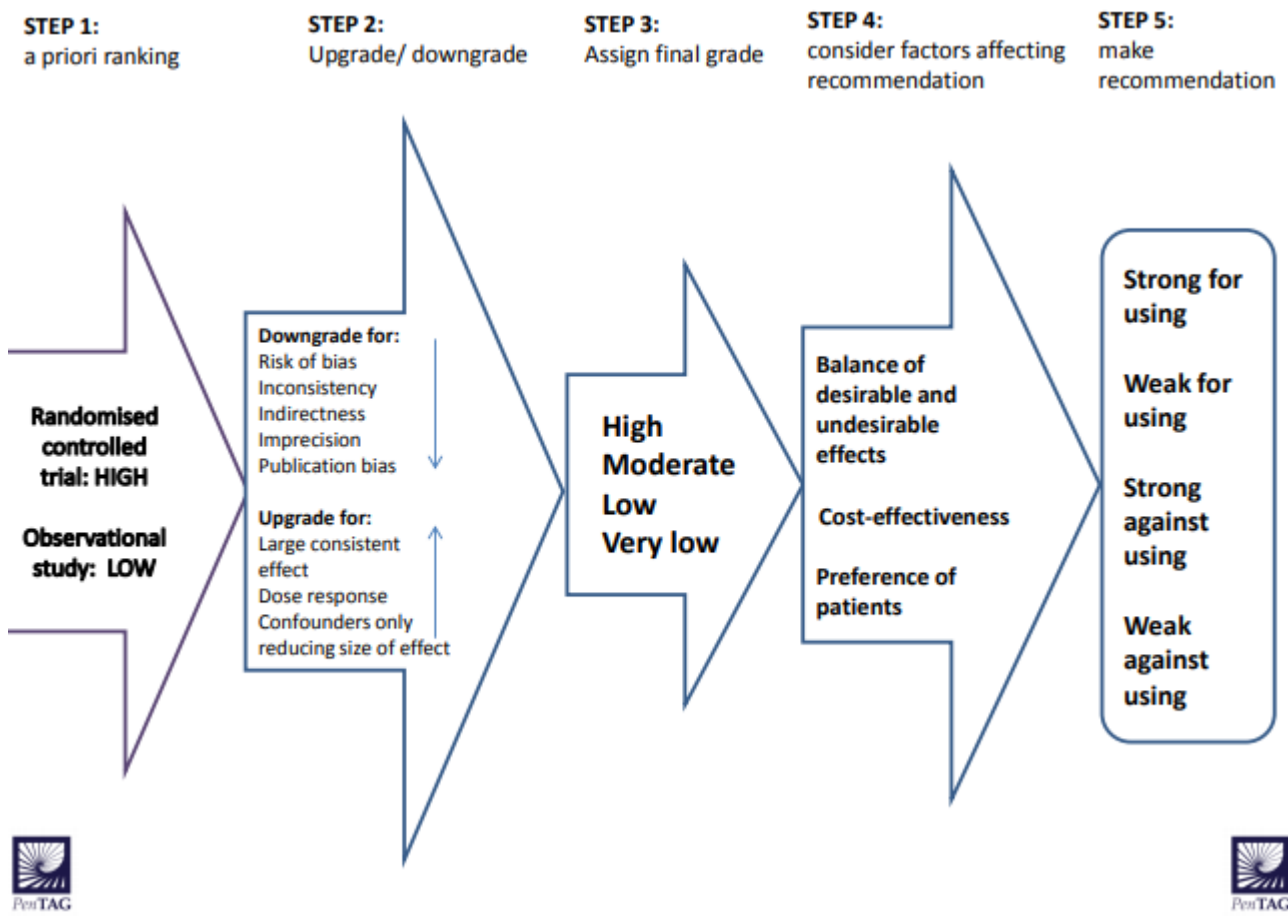 STEP 1:
a priori ranking
STEP 2:
Upgrade/ downgrade
STEP 3:
Assign final grade
STEP 4:
consider factors affecting
recommendation
STEP 5:
make
recommendation
Randomised
controlled
trial: HIGH
Observational
study: LOW
Downgrade for:
Risk of bias
Inconsistency
Indirectness
Imprecision
Publication bias
Upgrade for:
Large consistent
effect
Dose response
Confounders only
reducing size of effect
High
Moderate
Low
Very low
Balance of
desirable and
undesirable
effects
Cost-effectiveness
Preference of
patients
Strong for
using
Weak for
using
Strong
against
using
Weak
against
using
PenTAG
PenTAG